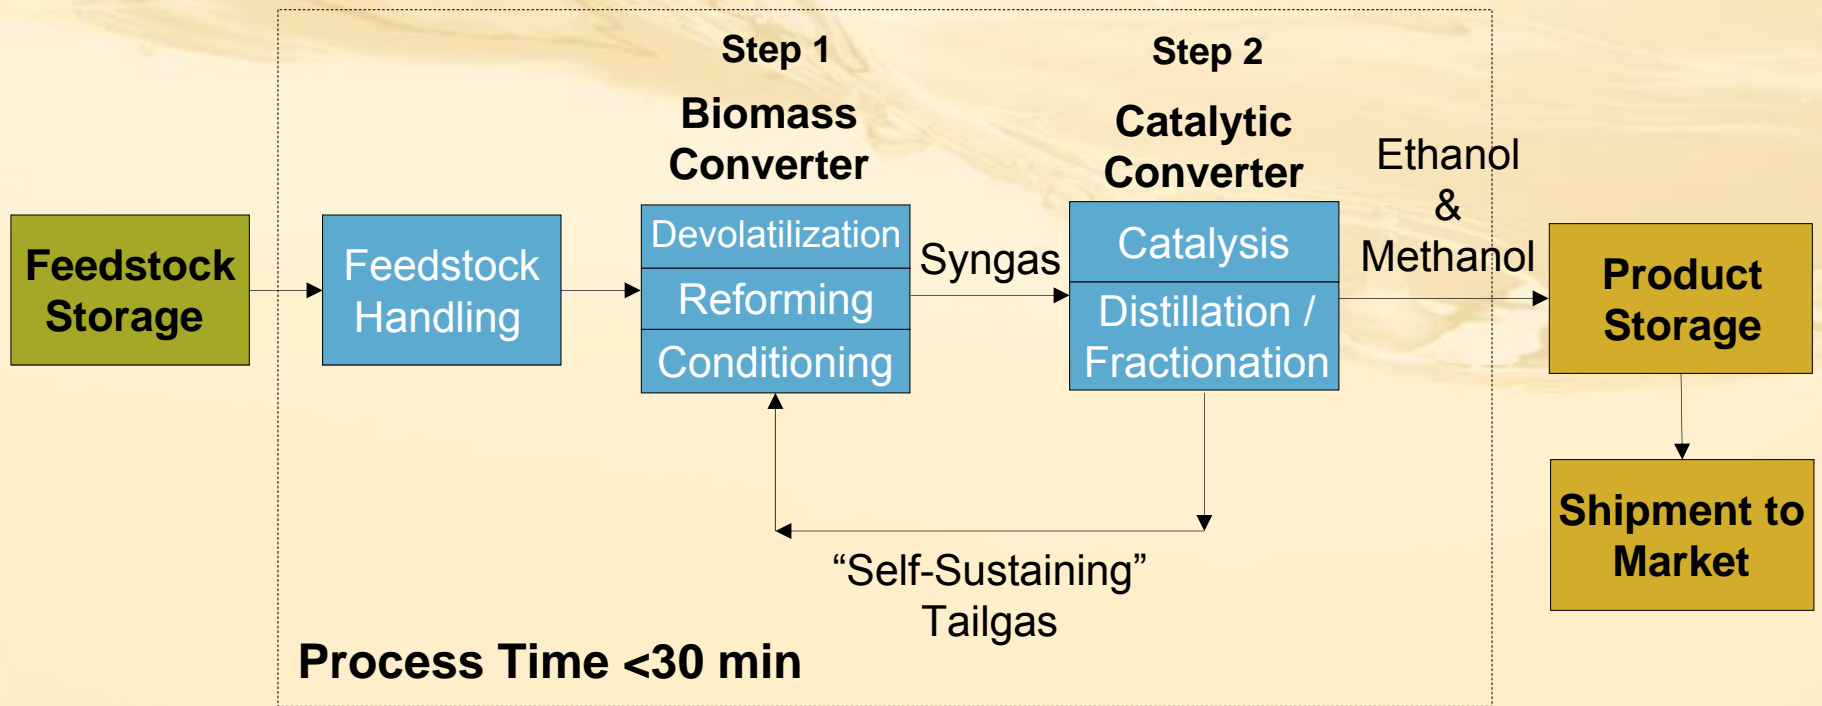 Step 1
Biomass
Converter
Step 2
Catalytic
Converter
Feedstock
Storage
Feedstock
Handling
Devolatilization
Reforming
Conditioning
Syngas
Catalysis
Distillation /
Fractionation
Ethanol
&
Methanol
Product
Storage
Shipment to
Market
“Self-Sustaining”
Tailgas
Process Time <30 min